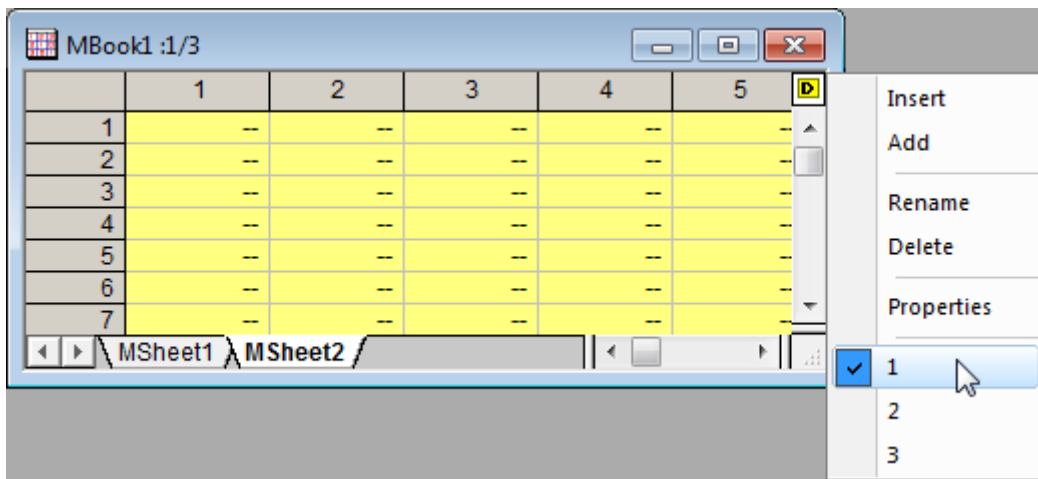 MBook1 :1/3
1 2 3 4 5 D
1 -- -- -- -- --
2 -- -- -- -- --
3 -- -- -- -- --
4 -- -- -- -- --
5 -- -- -- -- --
6 -- -- -- -- --
7 -- -- -- -- --
MSheet1 MSheet2
Insert
Add
Rename
Delete
Properties
1
2
3